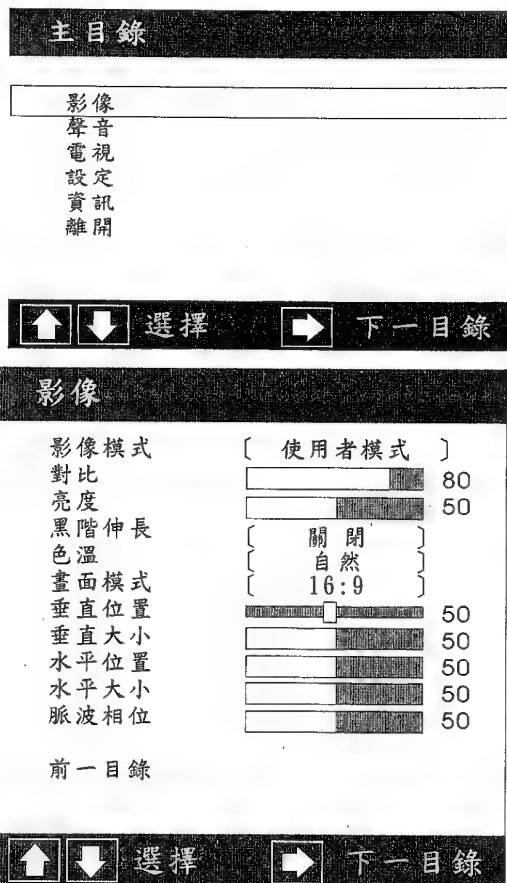 主目錄
影像
聲音
電視
設定
資訊
離開
選擇 下一目錄
影像
影像模式 〔 使用者模式 〕
對比 80
亮度 50
黑階伸長 〔 關閉 〕
色溫 〔 自然 〕
畫面模式 〔 16:9 〕
垂直位置 50
垂直大小 50
水平位置 50
水平大小 50
脈波相位 50
前一目錄
選擇 下一目錄